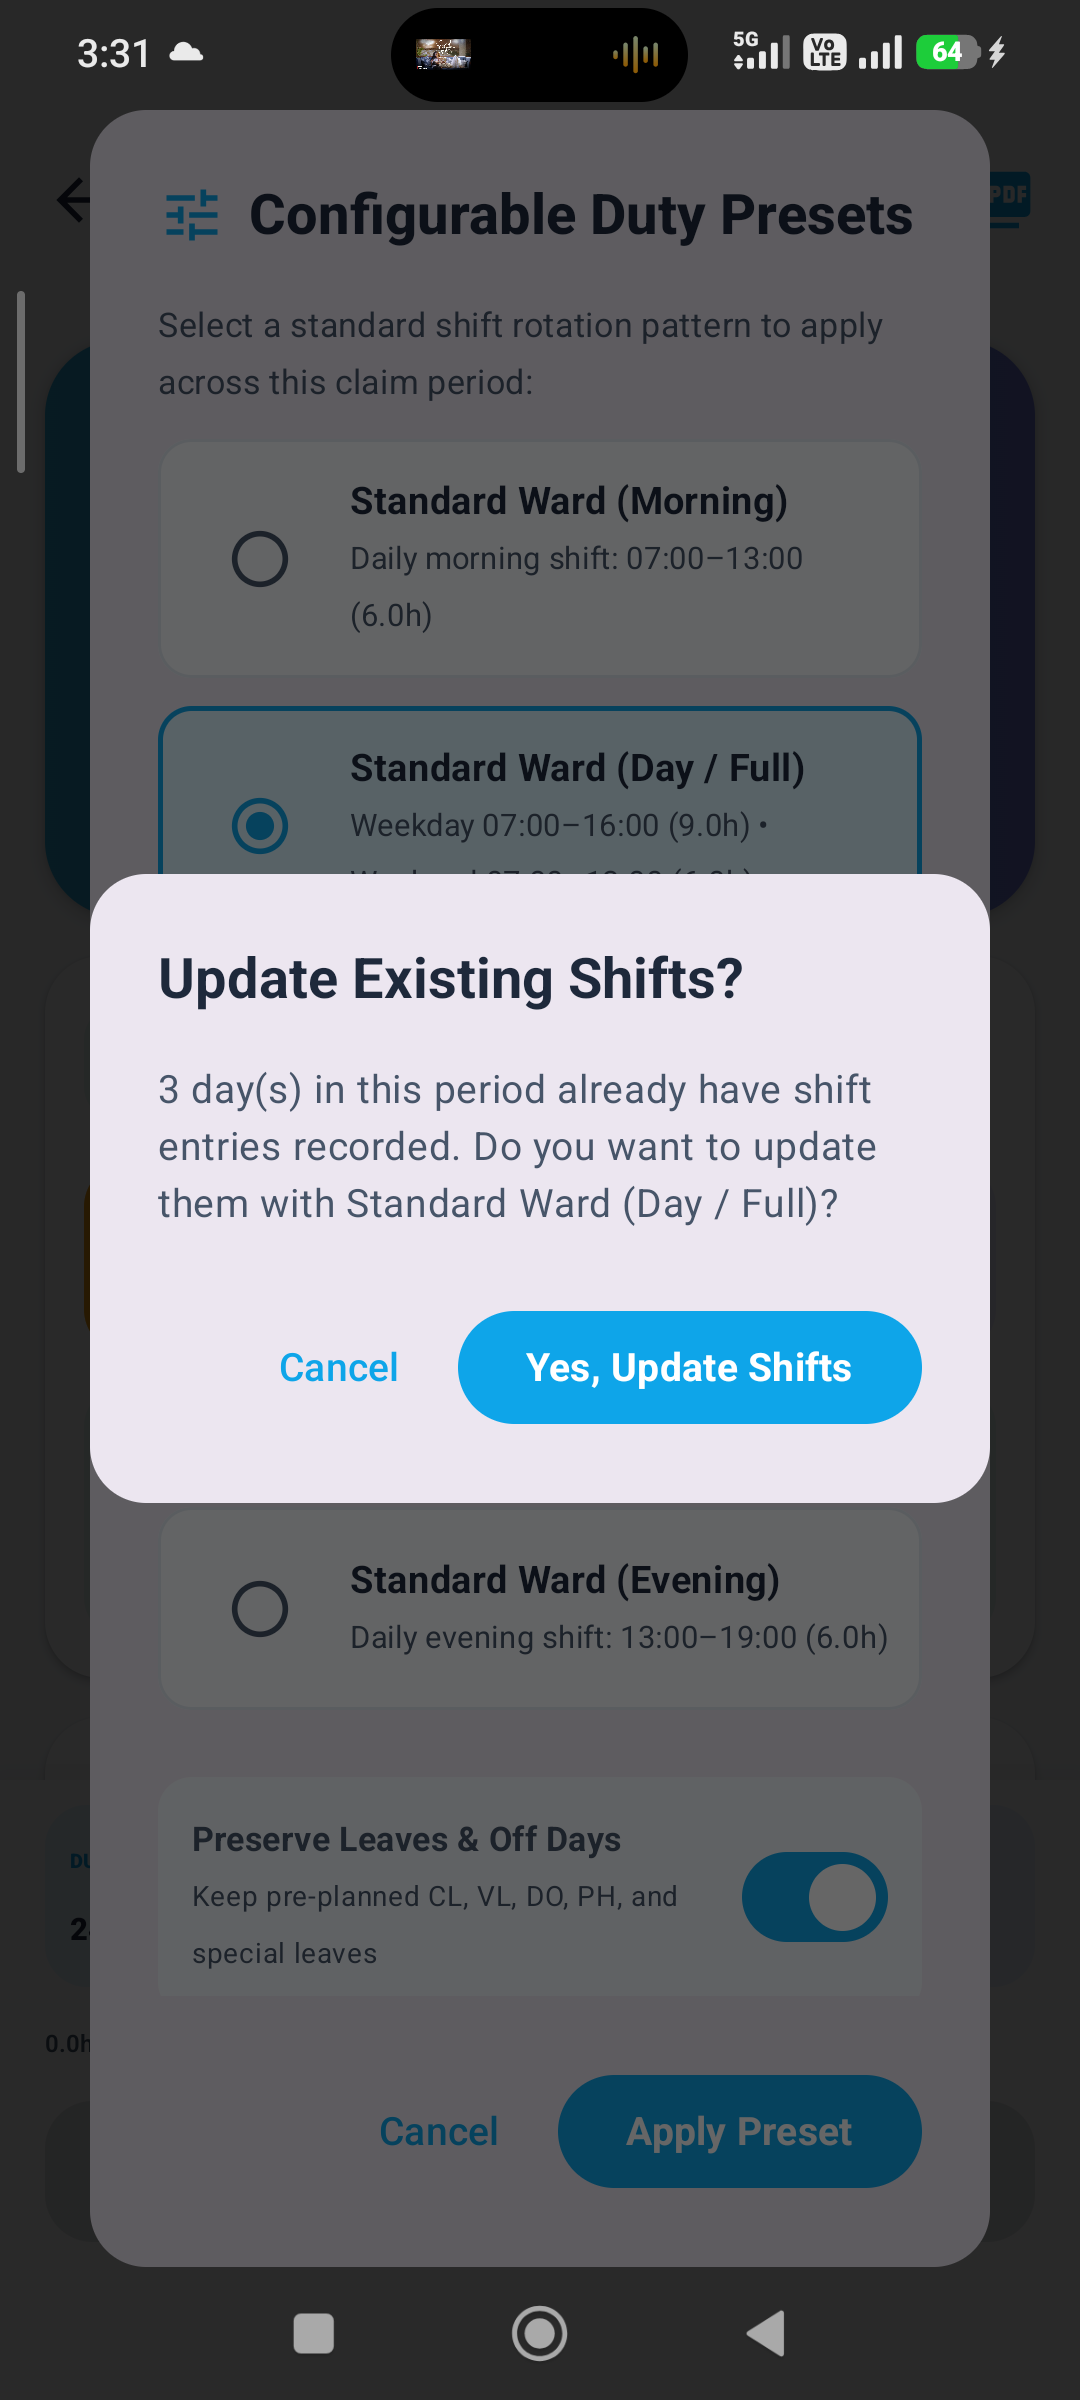 3:31
5G
Vo
LTE
64
PDF
Configurable Duty Presets
Select a standard shift rotation pattern to apply
across this claim period:
Standard Ward (Morning)
Daily morning shift: 07:00–13:00
(6.0h)
Standard Ward (Day / Full)
Weekday 07:00–16:00 (9.0h) •
Update Existing Shifts?
3 day(s) in this period already have shift
entries recorded. Do you want to update
them with Standard Ward (Day / Full)?
Cancel
Yes, Update Shifts
Standard Ward (Evening)
Daily evening shift: 13:00–19:00 (6.0h)
Preserve Leaves & Off Days
Keep pre-planned CL, VL, DO, PH, and
special leaves
0.0h
Cancel
Apply Preset